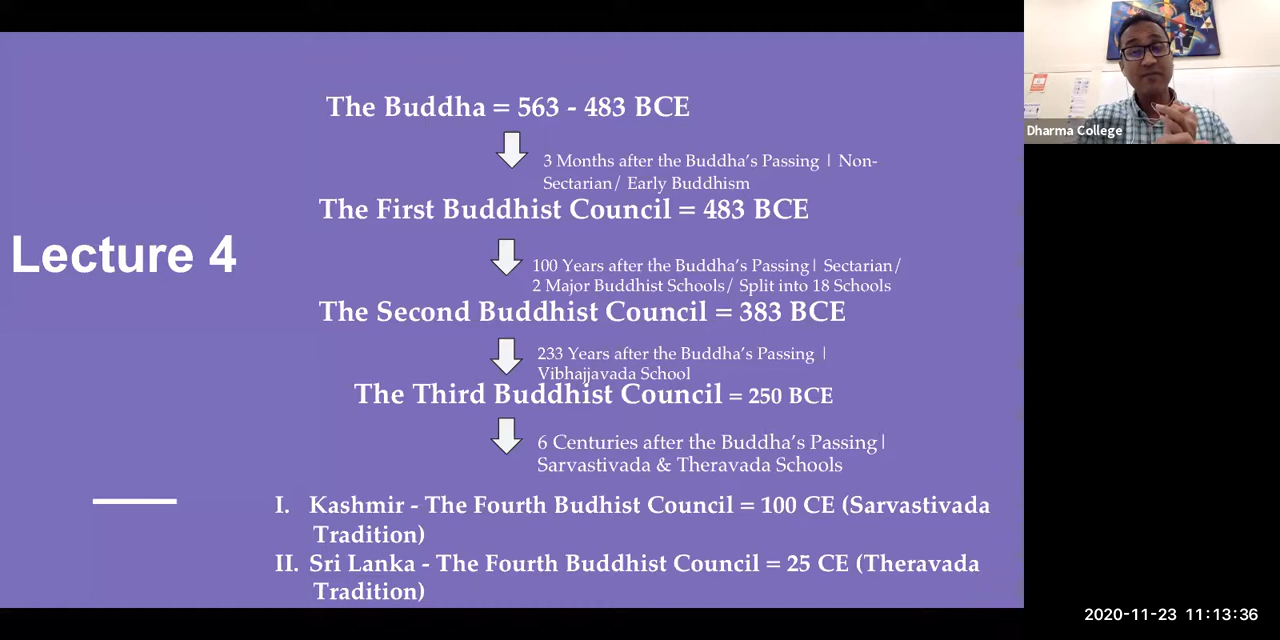 The Buddha = 563 - 483 BCE
3 Months after the Buddha's Passing | Non-
Sectarian/ Early Buddhism
The First Buddhist Council = 483 BCE
Lecture 4
100 Years after the Buddha's Passing| Sectarian/
2 Major Buddhist Schools/ Split into 18 Schools
The Second Buddhist Council = 383 BCE
233 Years after the Buddha's Passing |
Vibhajjavada School
The Third Buddhist Council = 250 BCE
6 Centuries after the Buddha's Passing|
Sarvastivada & Theravada Schools
I. Kashmir - The Fourth Budhist Council = 100 CE (Sarvastivada
Tradition)
II. Sri Lanka - The Fourth Buddhist Council = 25 CE (Theravada
Tradition)
Dharma College
2020-11-23 11:13:36